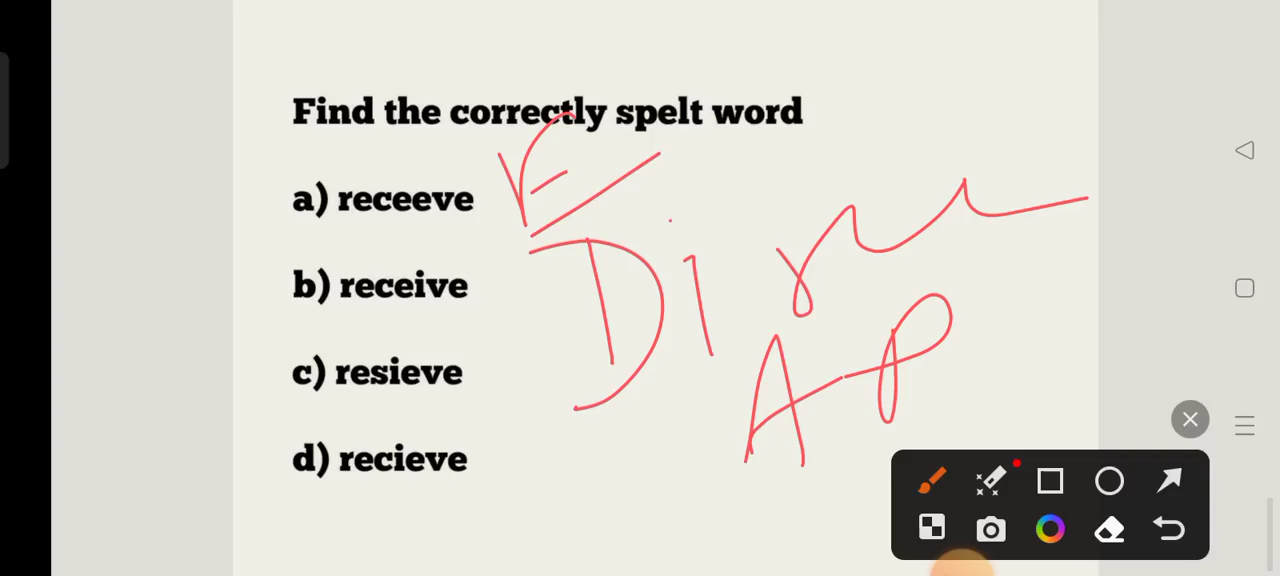 Find the correctly spelt word
a) receeve
b) receive
c) resieve
d) recieve